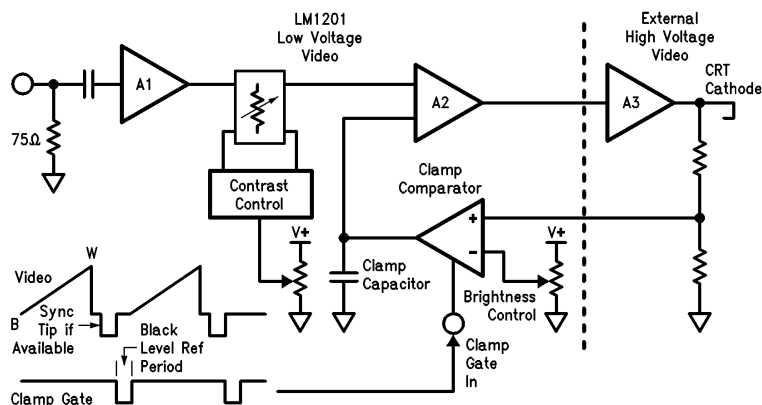 LM1201
Low Voltage
Video
External
High Voltage
Video
CRT
Cathode
A1
A2
A3
75Ω
Contrast
Control
Clamp
Comparator
+
−
V+
V+
Clamp
Capacitor
Brightness
Control
Clamp
Gate
In
W
Video
B
Sync
Tip if
Available
Black
Level Ref
Period
Clamp Gate